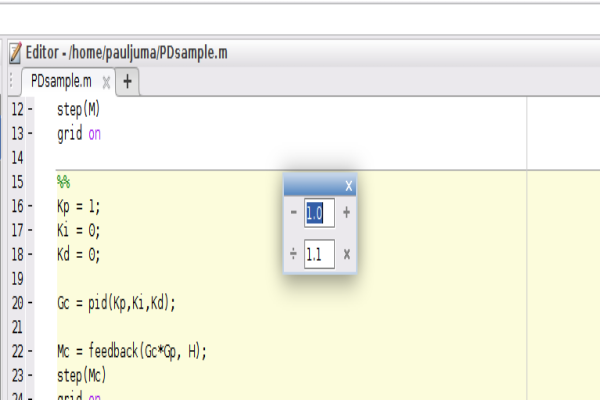 Editor - /home/pauljuma/PDsample.m
PDsample.m x +
12 - step(M)
13 - grid on
14
15 %%
16 - Kp = 1;
17 - Ki = 0;
18 - Kd = 0;
19
20 - Gc = pid(Kp,Ki,Kd);
21
22 - Mc = feedback(Gc*Gp, H);
23 - step(Mc)
24 - grid on
x
- 1.0 +
÷ 1.1 x